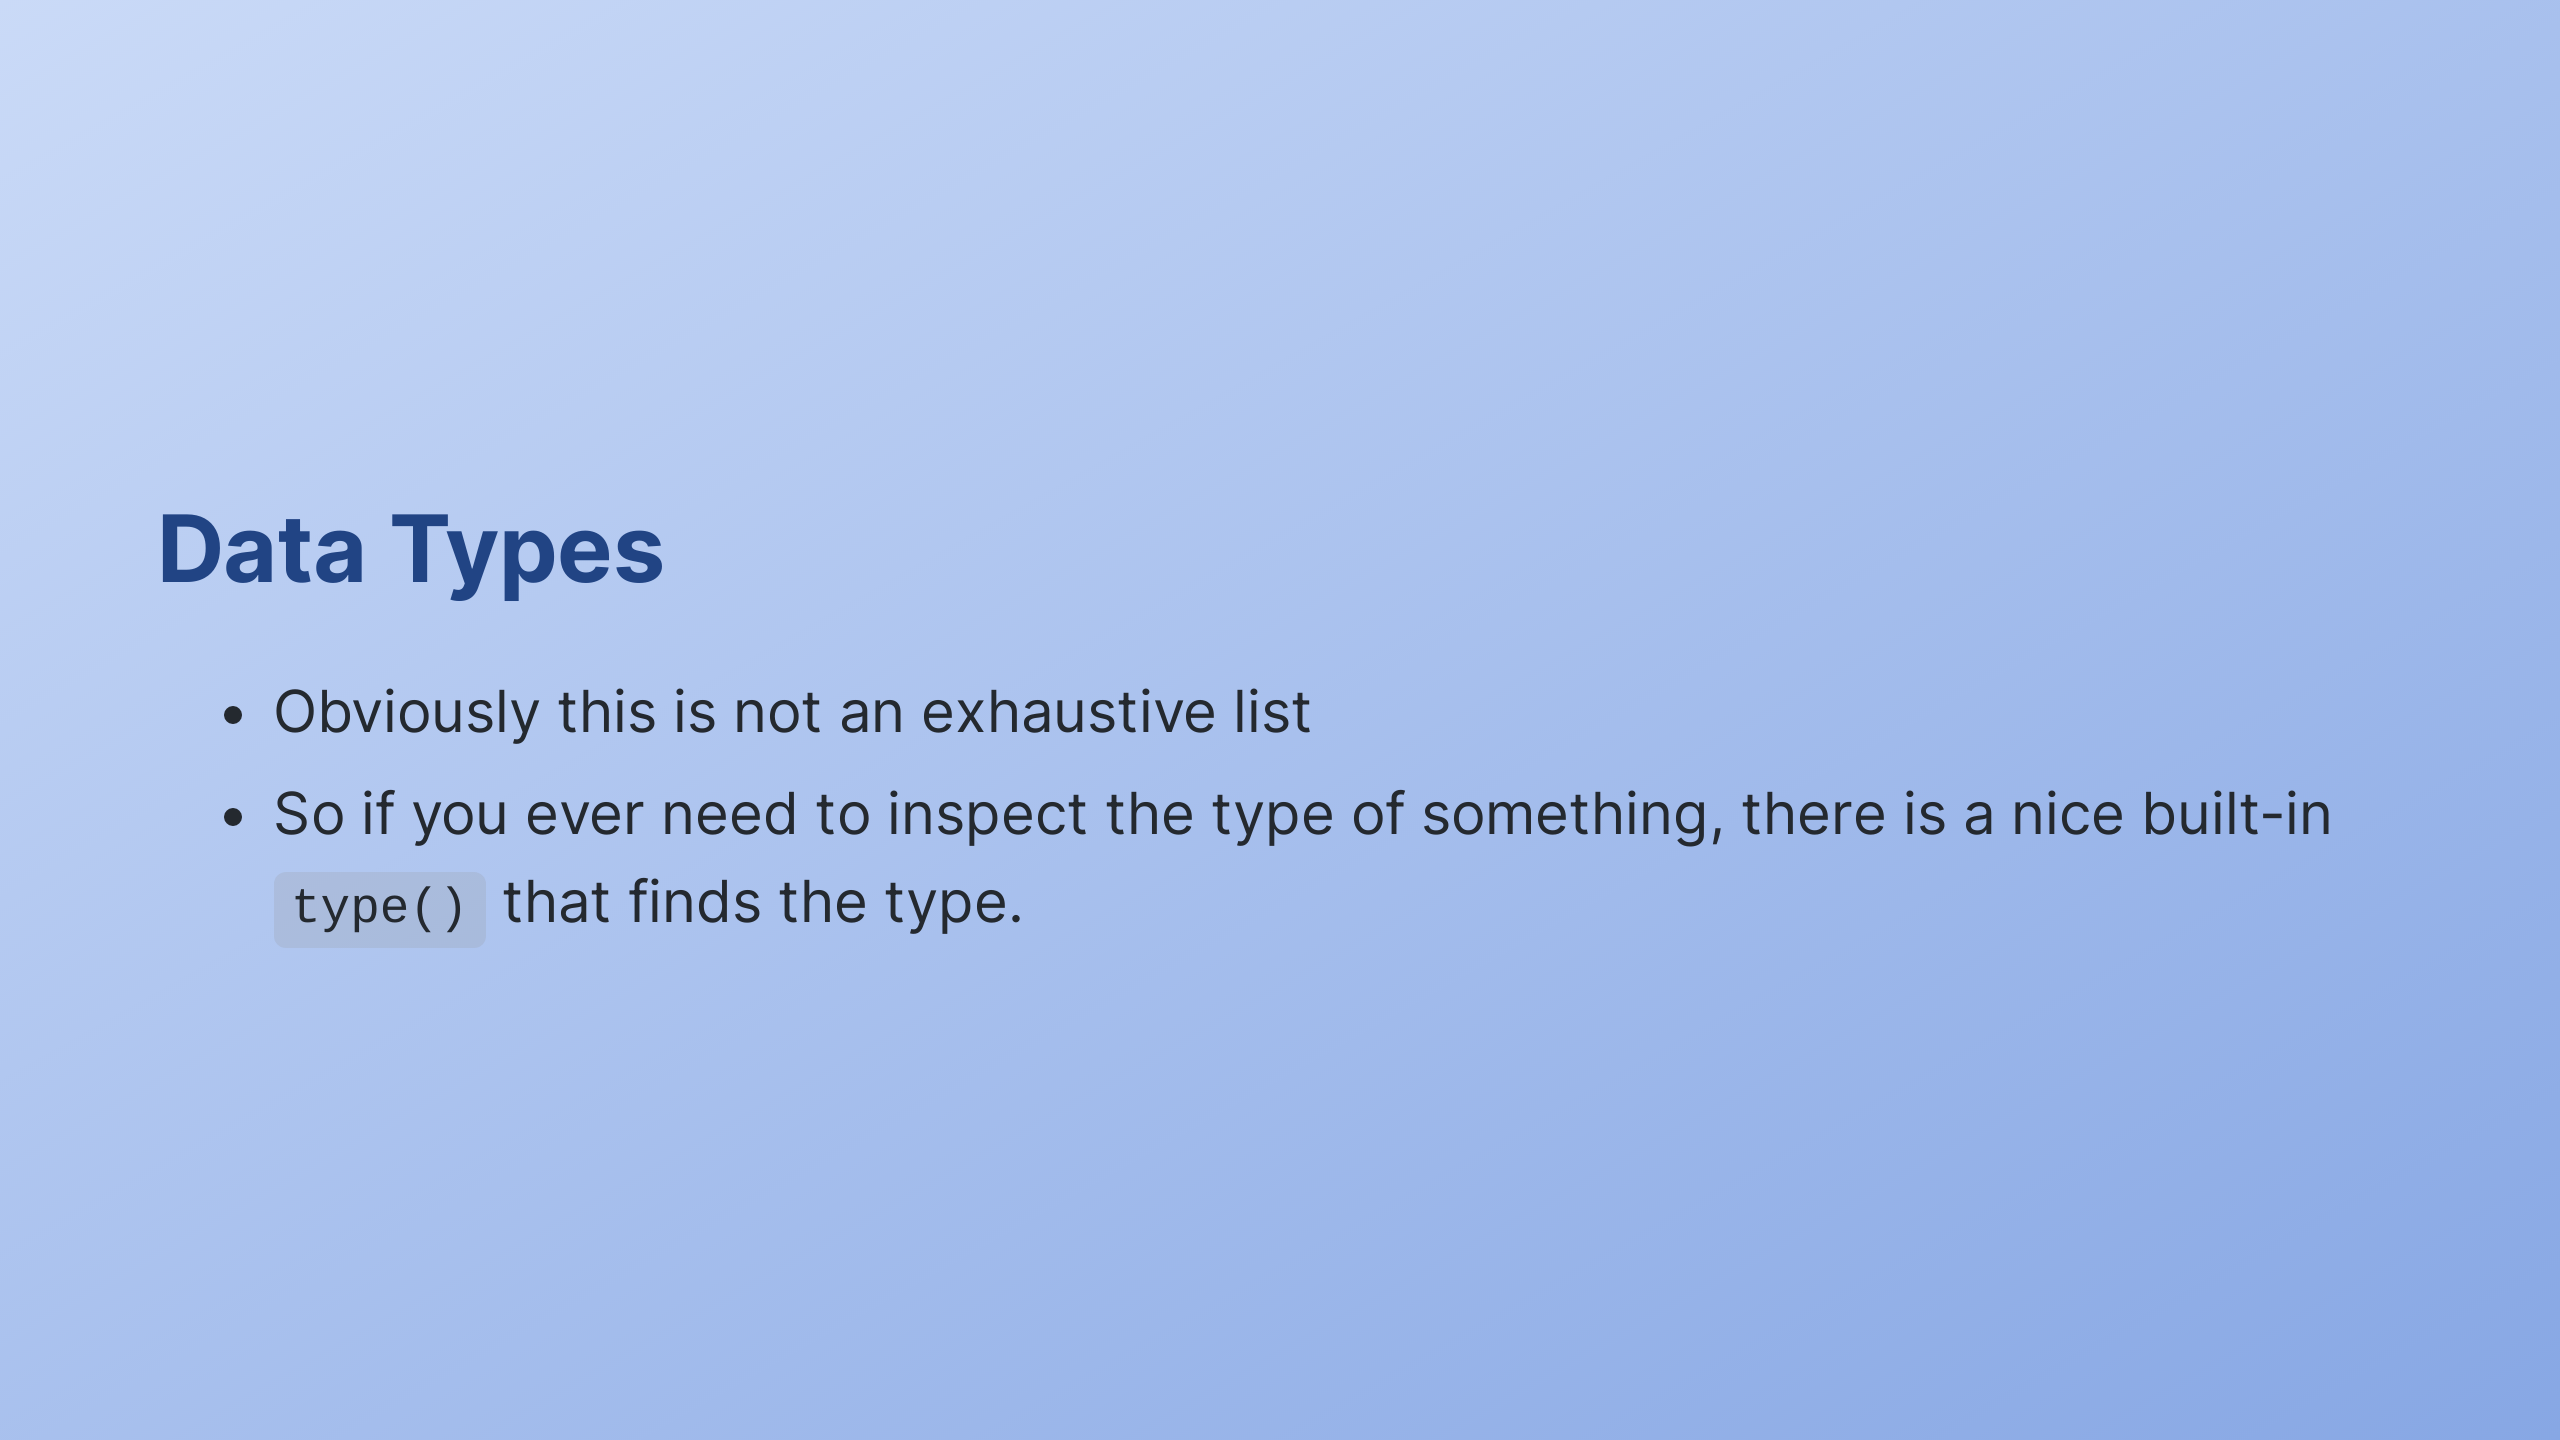 Data Types
• Obviously this is not an exhaustive list
• So if you ever need to inspect the type of something, there is a nice built-in
type() that finds the type.